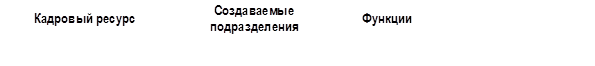 Кадровый ресурс
Создаваемые
подразделения
Функции